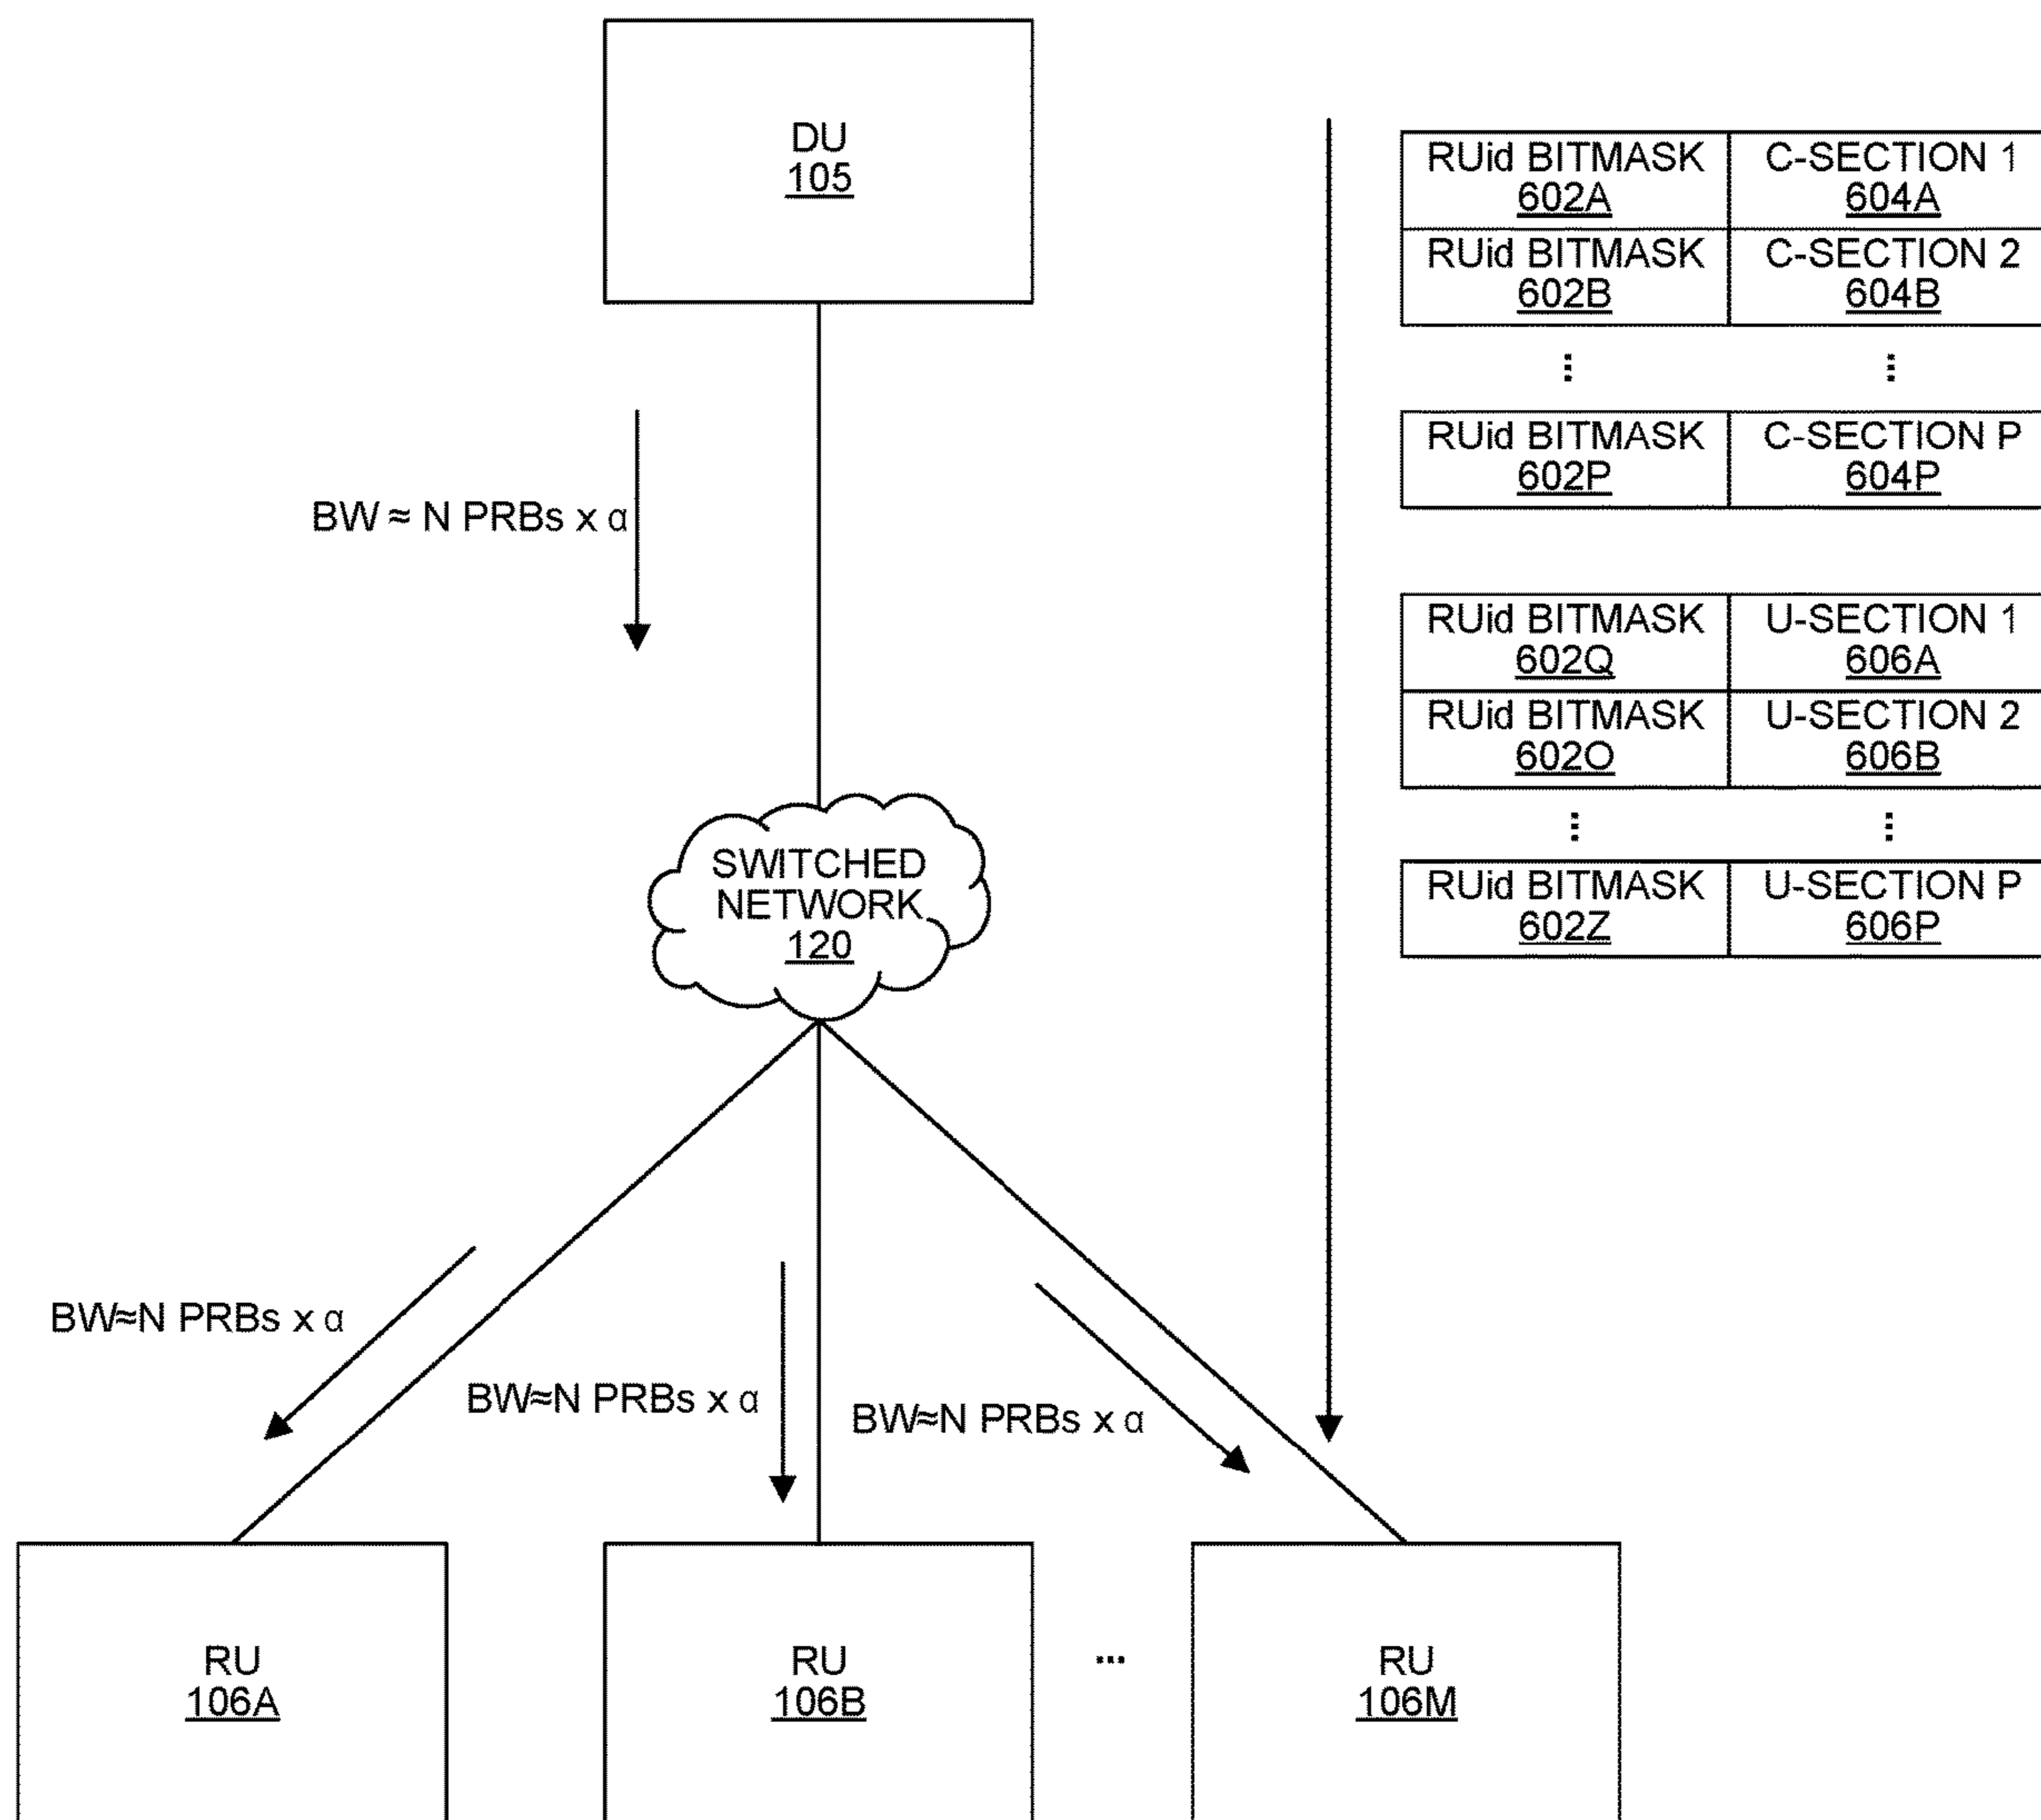 DU
105
RUid BITMASK C-SECTION 1
602A 604A
RUid BITMASK C-SECTION 2
602B 604B
⋮ ⋮
RUid BITMASK C-SECTION P
602P 604P
BW ≈ N PRBs x α
RUid BITMASK U-SECTION 1
602Q 606A
RUid BITMASK U-SECTION 2
602O 606B
⋮ ⋮
RUid BITMASK U-SECTION P
602Z 606P
SWITCHED
NETWORK
120
BW≈N PRBs x α
BW≈N PRBs x α
BW≈N PRBs x α
RU
106A
RU
106B
...
RU
106M